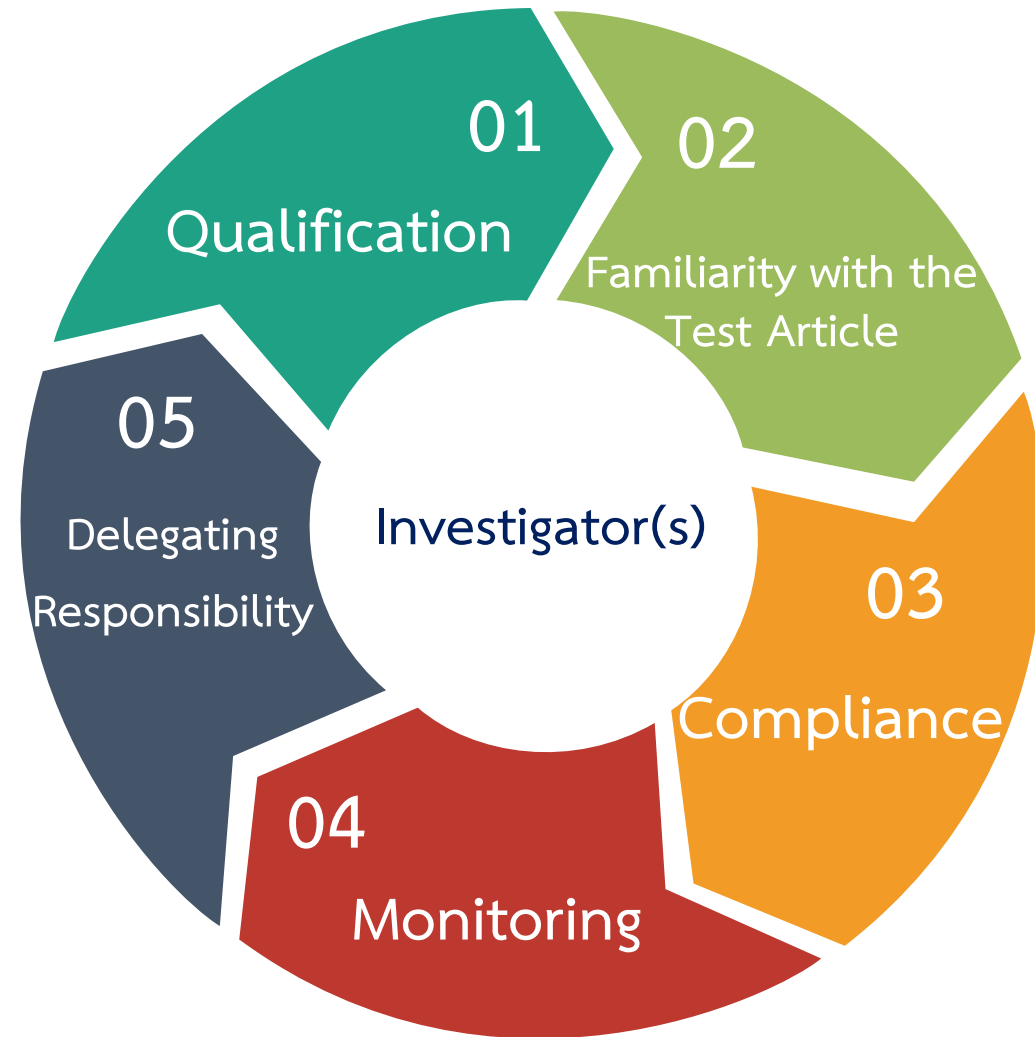 01
Qualification
02
Familiarity with the
Test Article
03
Compliance
04
Monitoring
05
Delegating
Responsibility
Investigator(s)